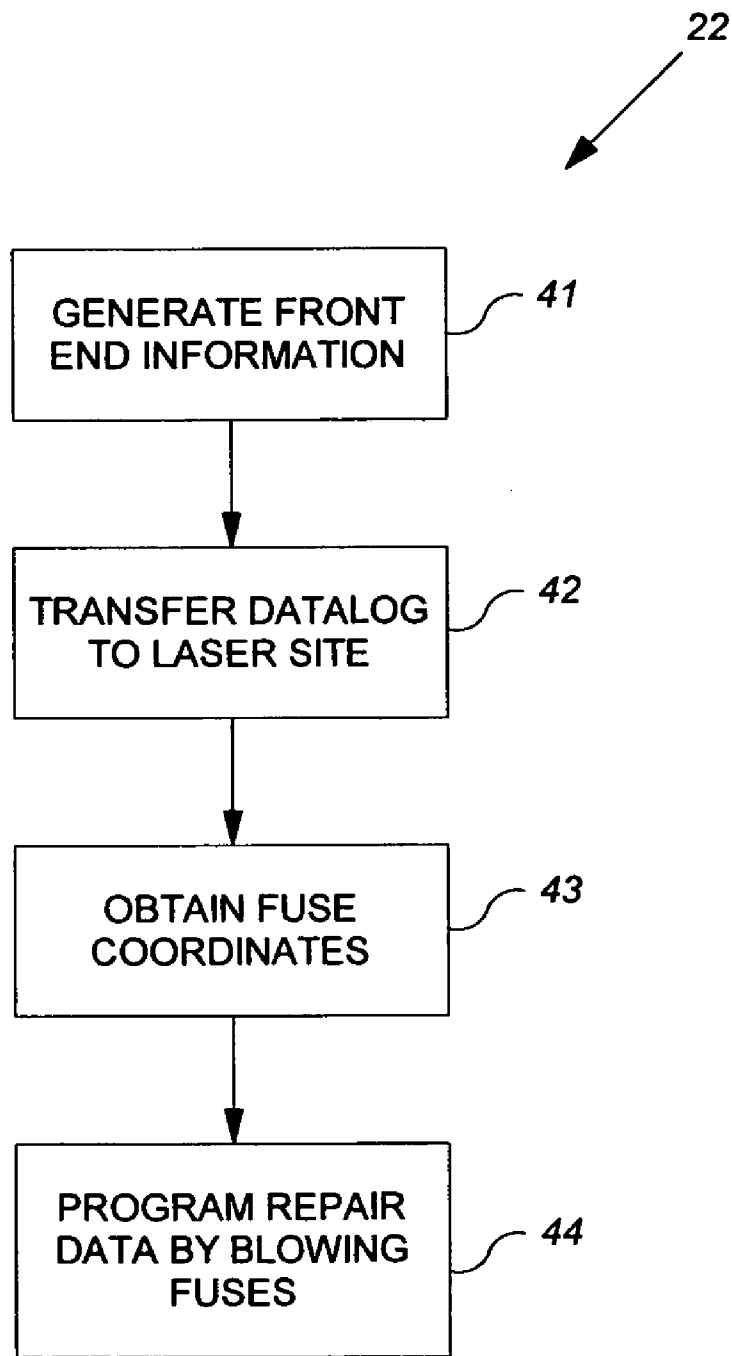 22
GENERATE FRONT
END INFORMATION
41
TRANSFER DATALOG
TO LASER SITE
42
OBTAIN FUSE
COORDINATES
43
PROGRAM REPAIR
DATA BY BLOWING
FUSES
44